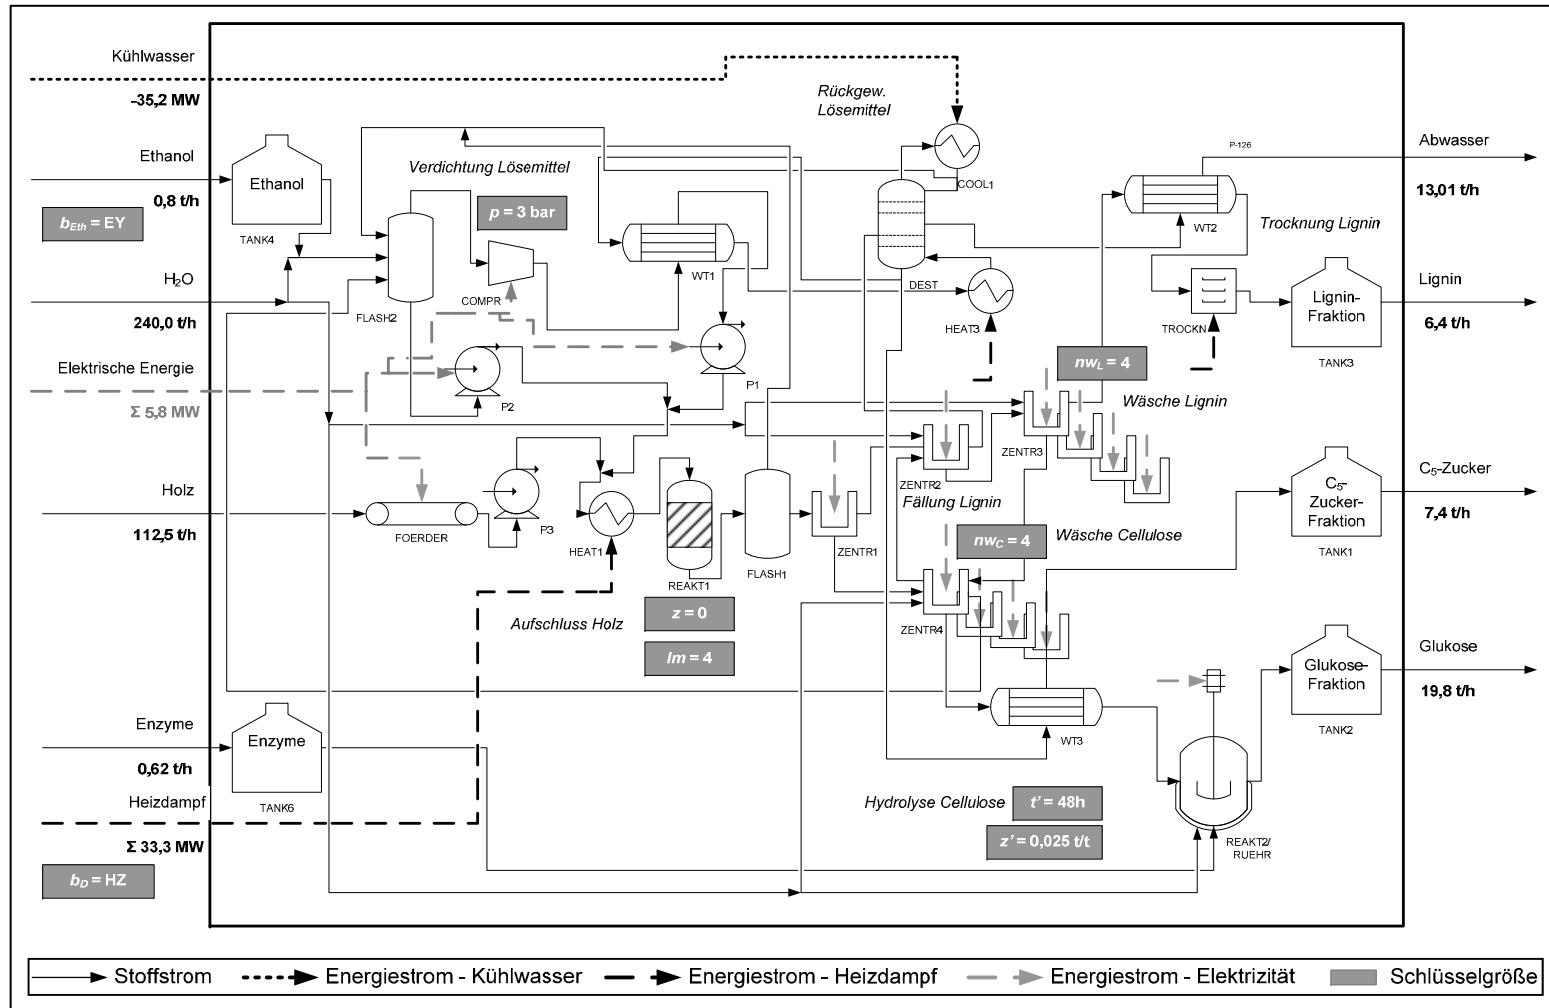 Kühlwasser
–35,2 MW
Ethanol
0,8 t/h
b_Eth = EY
H₂O
240,0 t/h
Elektrische Energie
Σ 5,8 MW
Holz
112,5 t/h
Enzyme
0,62 t/h
Heizdampf
Σ 33,3 MW
b_D = HZ
Ethanol
TANK4
Verdichtung Lösemittel
p = 3 bar
FLASH2
COMPR
WT1
P1
P2
P3
FOERDER
HEAT1
REAKT1
z = 0
lm = 4
Aufschluss Holz
FLASH1
ZENTR1
Enzyme
TANK6
Rückgew.
Lösemittel
COOL1
DEST
HEAT3
P-126
WT2
Trocknung Lignin
TROCKN
nw_L = 4
Wäsche Lignin
ZENTR3
ZENTR2
Fällung Lignin
nw_C = 4
Wäsche Cellulose
ZENTR4
WT3
Hydrolyse Cellulose
t’ = 48h
z’ = 0,025 t/t
REAKT2/
RUEHR
Lignin-
Fraktion
TANK3
C₅-
Zucker-
Fraktion
TANK1
Glukose-
Fraktion
TANK2
Abwasser
13,01 t/h
Lignin
6,4 t/h
C₅-Zucker
7,4 t/h
Glukose
19,8 t/h
Stoffstrom
Energiestrom - Kühlwasser
Energiestrom - Heizdampf
Energiestrom - Elektrizität
Schlüsselgröße